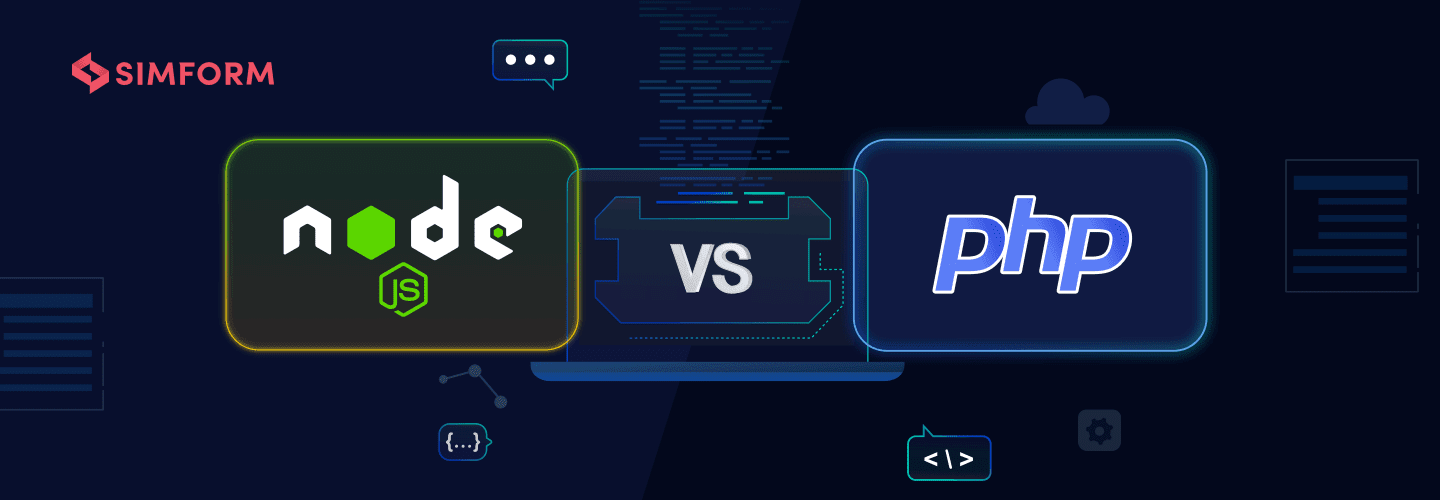 SIMFORM
•••
node
JS
VS
php
{...}
<\>